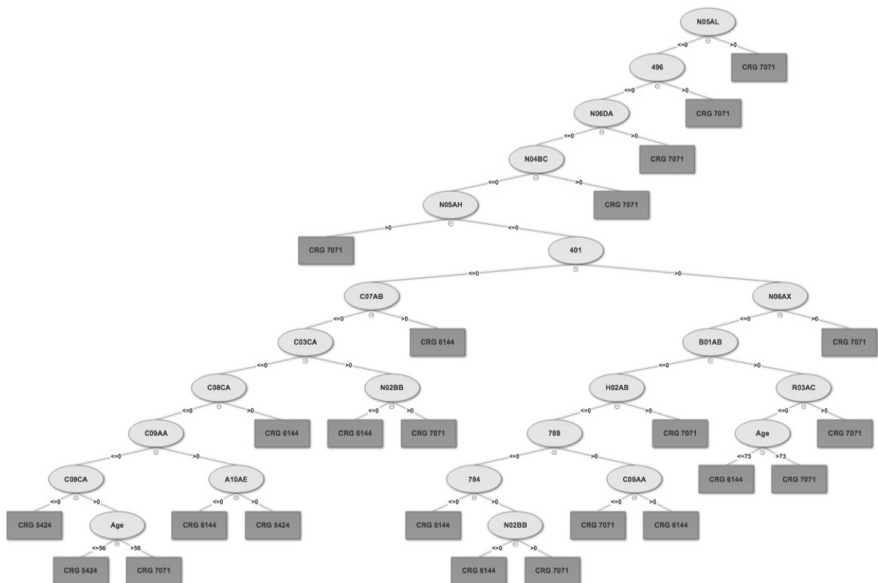 N05AL
<=0 >0
496 CRG 7071
<=0 >0
N06DA CRG 7071
<=0 >0
N04BC CRG 7071
<=0 >0
N05AH CRG 7071
>0 <=0
CRG 7071 401
<=0 >0
C07AB N06AX
<=0 >0 <=0 >0
C03CA CRG 6144 B01AB CRG 7071
<=0 >0 <=0 >0
C08CA N02BB H02AB R03AC
<=0 >0 <=0 >0 <=0 >0 <=0 >0
C09AA CRG 6144 CRG 6144 CRG 7071 789 CRG 7071 Age CRG 7071
<=0 >0 <=0 >0 <=73 >73
C09CA A10AE 784 C09AA CRG 6144 CRG 7071
<=0 >0 <=0 >0 <=0 >0 <=0 >0
CRG 5424 Age CRG 6144 CRG 5424 CRG 6144 N02BB CRG 7071 CRG 6144
<=56 >56 <=0 >0
CRG 5424 CRG 7071 CRG 6144 CRG 7071